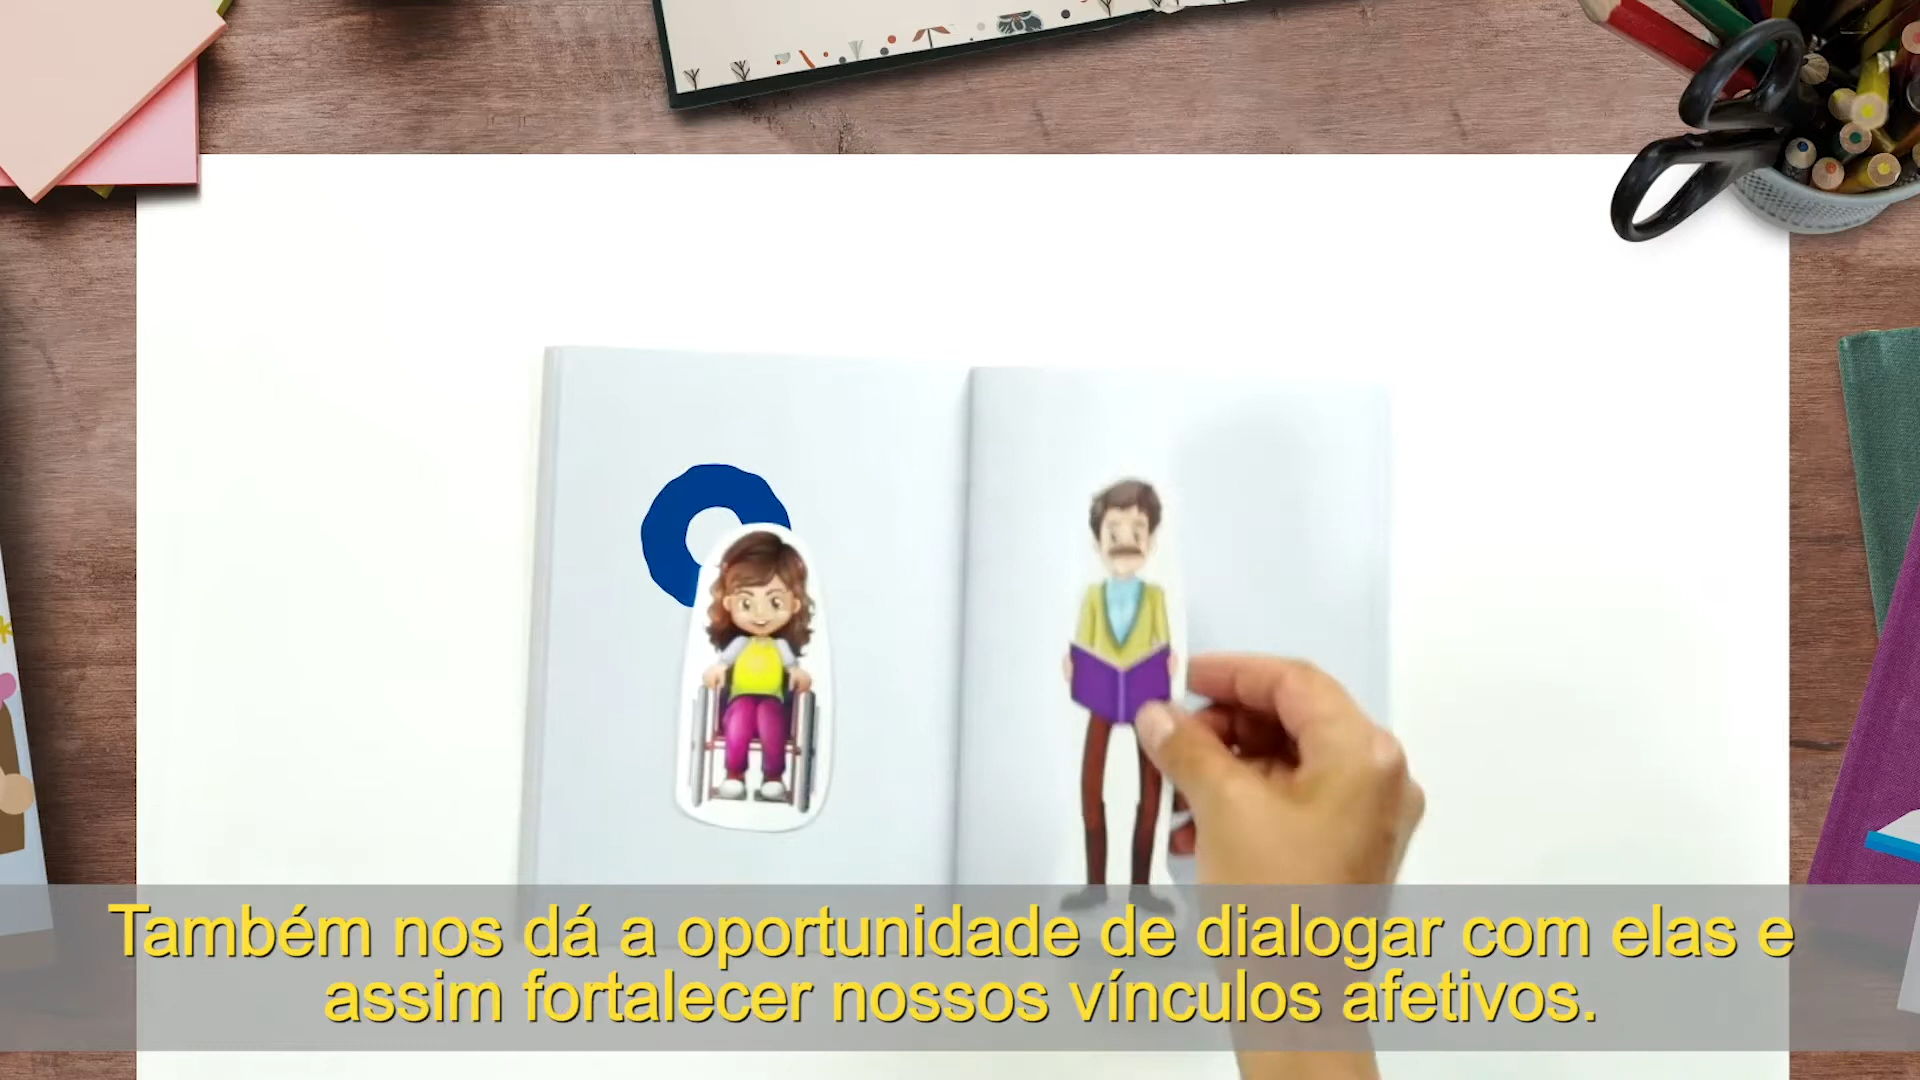 Também nos dá a oportunidade de dialogar com elas e
assim fortalecer nossos vínculos afetivos.